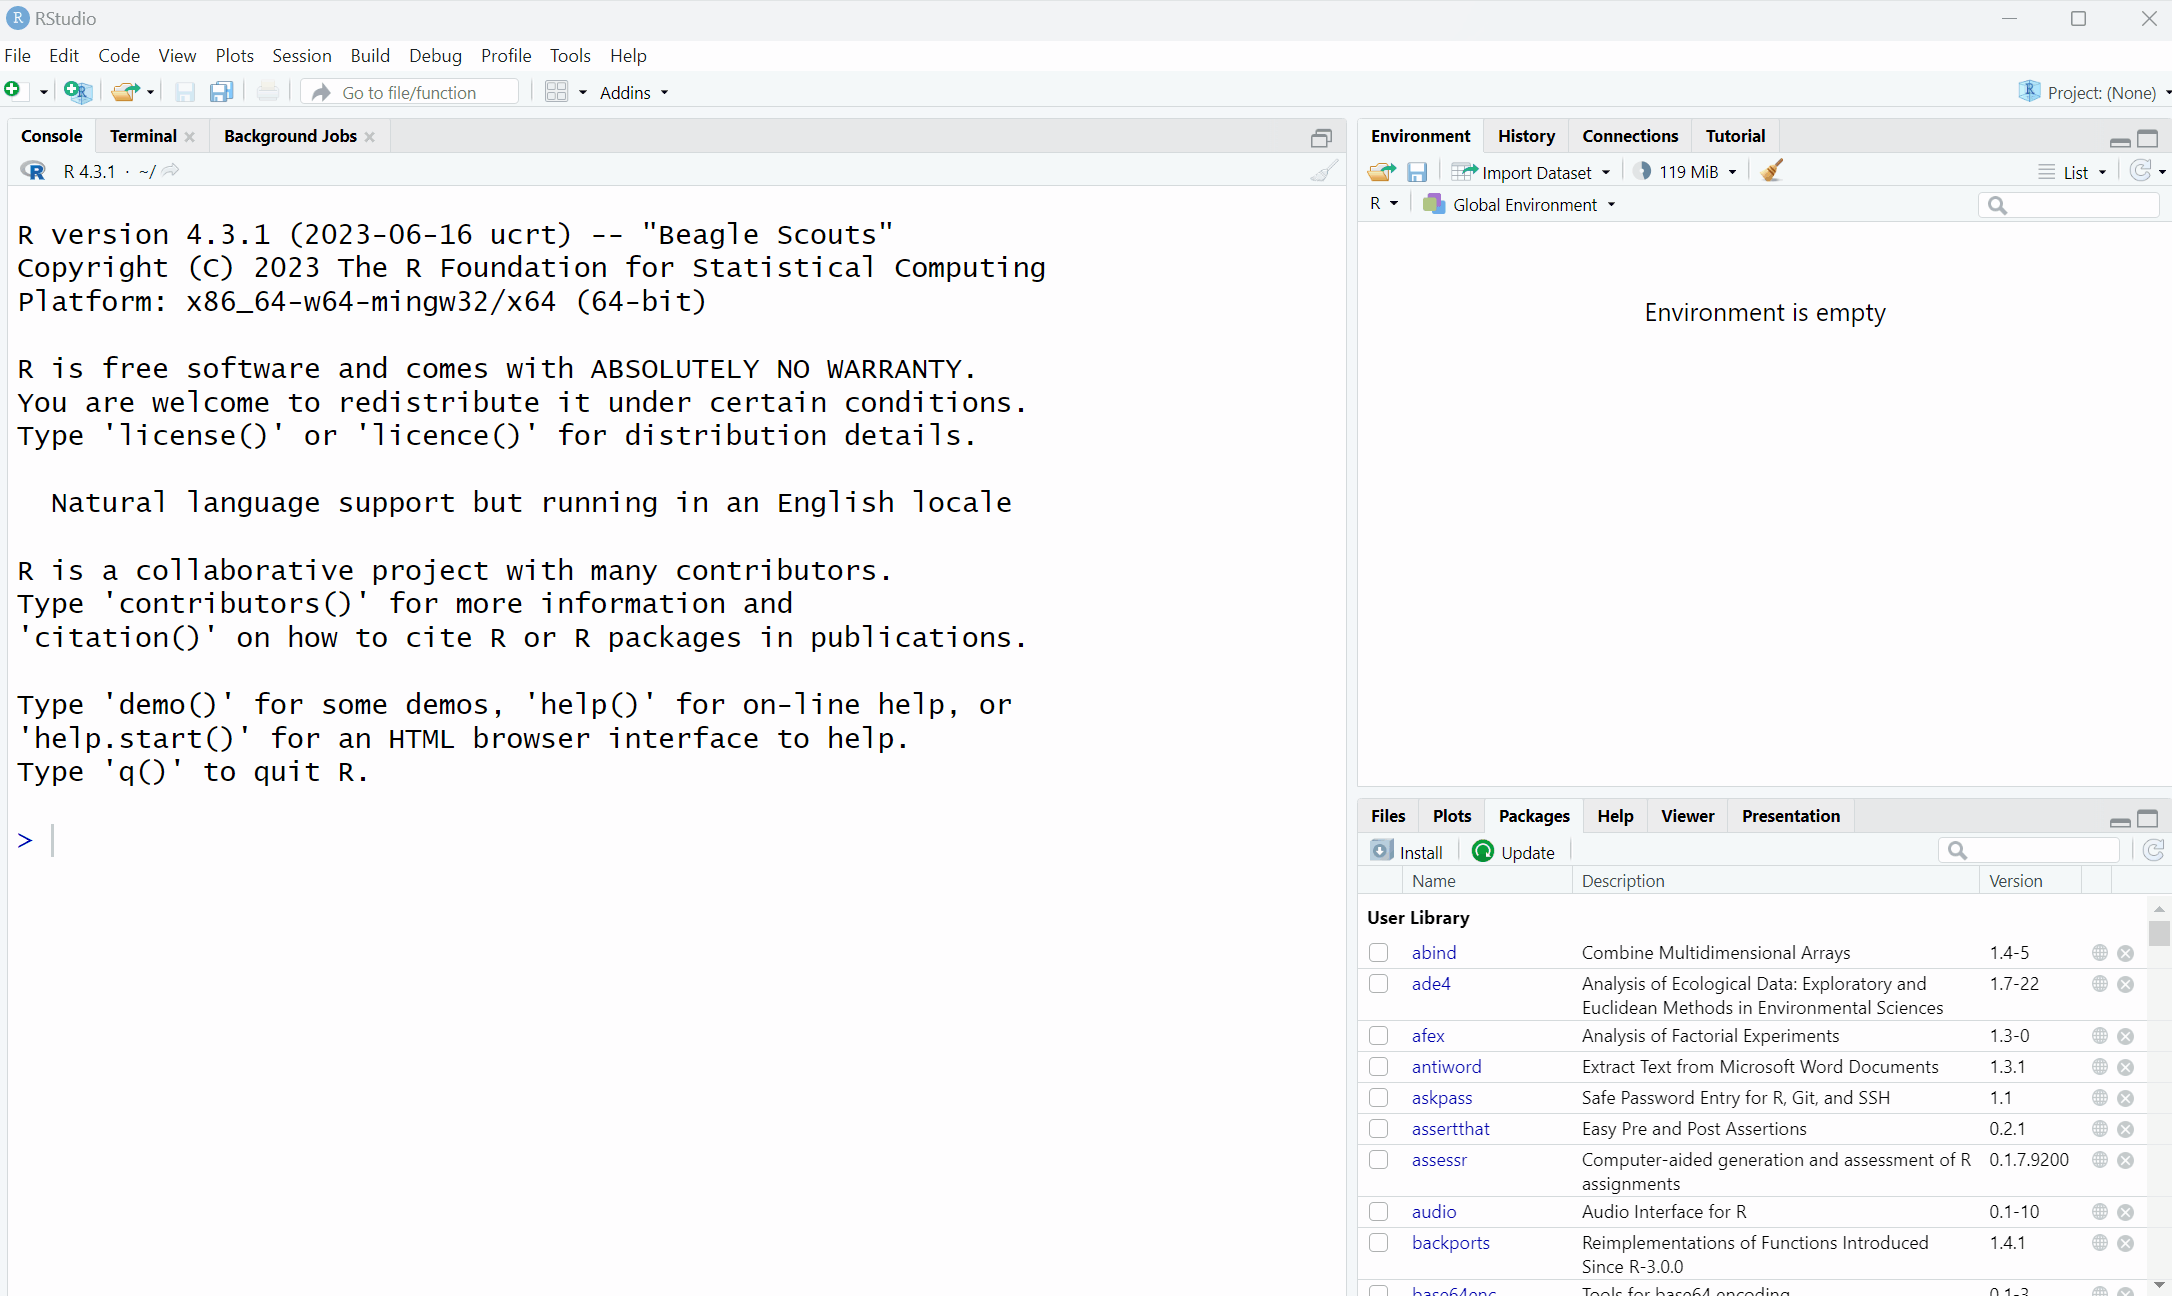 RStudio
File Edit Code View Plots Session Build Debug Profile Tools Help
Go to file/function Addins Project: (None)
Console Terminal Background Jobs
R 4.3.1 · ~/
R version 4.3.1 (2023-06-16 ucrt) -- "Beagle Scouts"
Copyright (C) 2023 The R Foundation for Statistical Computing
Platform: x86_64-w64-mingw32/x64 (64-bit)
R is free software and comes with ABSOLUTELY NO WARRANTY.
You are welcome to redistribute it under certain conditions.
Type 'license()' or 'licence()' for distribution details.
Natural language support but running in an English locale
R is a collaborative project with many contributors.
Type 'contributors()' for more information and
'citation()' on how to cite R or R packages in publications.
Type 'demo()' for some demos, 'help()' for on-line help, or
'help.start()' for an HTML browser interface to help.
Type 'q()' to quit R.
>
Environment History Connections Tutorial
Import Dataset 119 MiB List
R Global Environment
Environment is empty
Files Plots Packages Help Viewer Presentation
Install Update
Name Description Version
User Library
abind Combine Multidimensional Arrays 1.4-5
ade4 Analysis of Ecological Data: Exploratory and 1.7-22
Euclidean Methods in Environmental Sciences
afex Analysis of Factorial Experiments 1.3-0
antiword Extract Text from Microsoft Word Documents 1.3.1
askpass Safe Password Entry for R, Git, and SSH 1.1
assertthat Easy Pre and Post Assertions 0.2.1
assessr Computer-aided generation and assessment of R 0.1.7.9200
assignments
audio Audio Interface for R 0.1-10
backports Reimplementations of Functions Introduced 1.4.1
Since R-3.0.0
base64enc Tools for base64 encoding 0.1-3